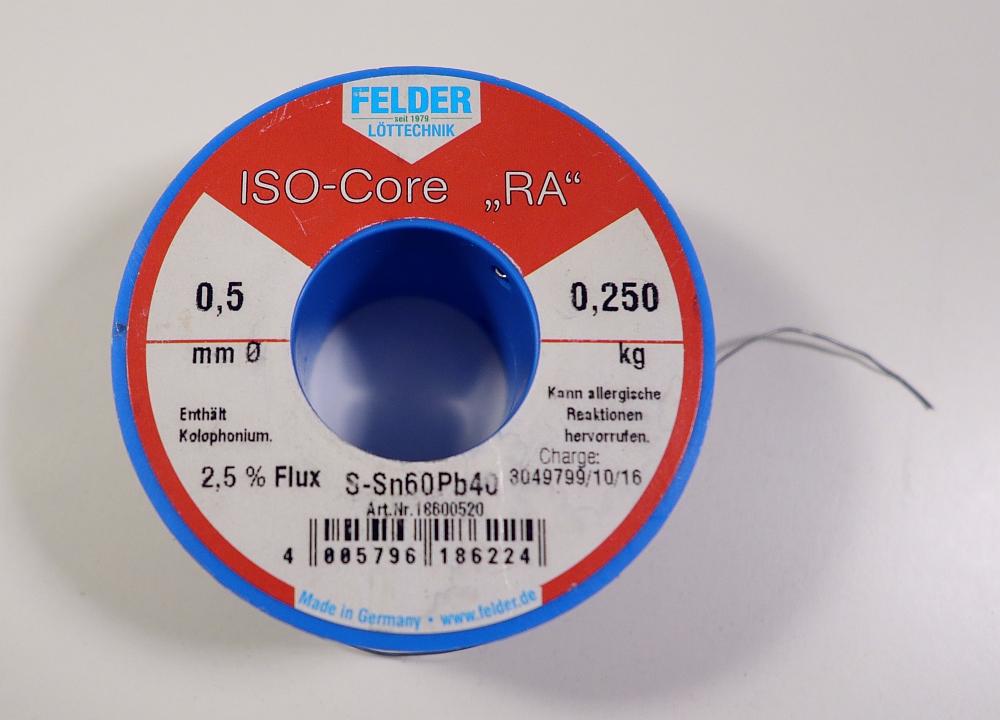 FELDER
seit 1979
LÖTTECHNIK
ISO-Core „RA“
0,5
mm Ø
0,250
kg
Enthält
Kolophonium.
Kann allergische
Reaktionen
hervorrufen.
2,5 % Flux
S-Sn60Pb40
Charge:
3049799/10/16
Art.Nr.18600520
4 005796 186224
Made in Germany • www.felder.de